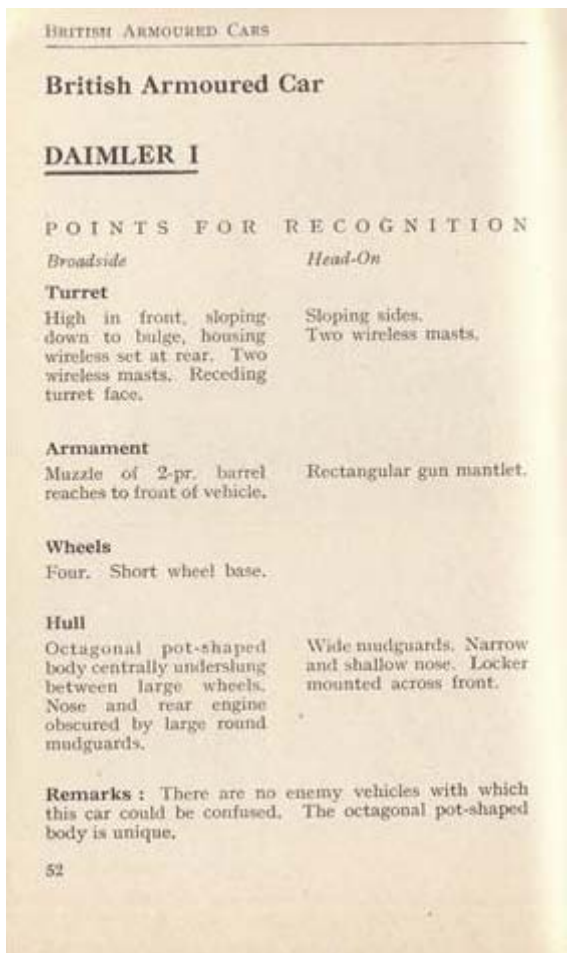 BRITISH ARMOURED CARS
British Armoured Car
DAIMLER I
POINTS FOR RECOGNITION
Broadside
Head-On
Turret
High in front, sloping
down to bulge, housing
wireless set at rear. Two
wireless masts. Receding
turret face.
Sloping sides.
Two wireless masts.
Armament
Muzzle of 2-pr. barrel
reaches to front of vehicle.
Rectangular gun mantlet.
Wheels
Four. Short wheel base.
Hull
Octagonal pot-shaped
body centrally underslung
between large wheels.
Nose and rear engine
obscured by large round
mudguards.
Wide mudguards. Narrow
and shallow nose. Locker
mounted across front.
Remarks : There are no enemy vehicles with which
this car could be confused. The octagonal pot-shaped
body is unique.
52